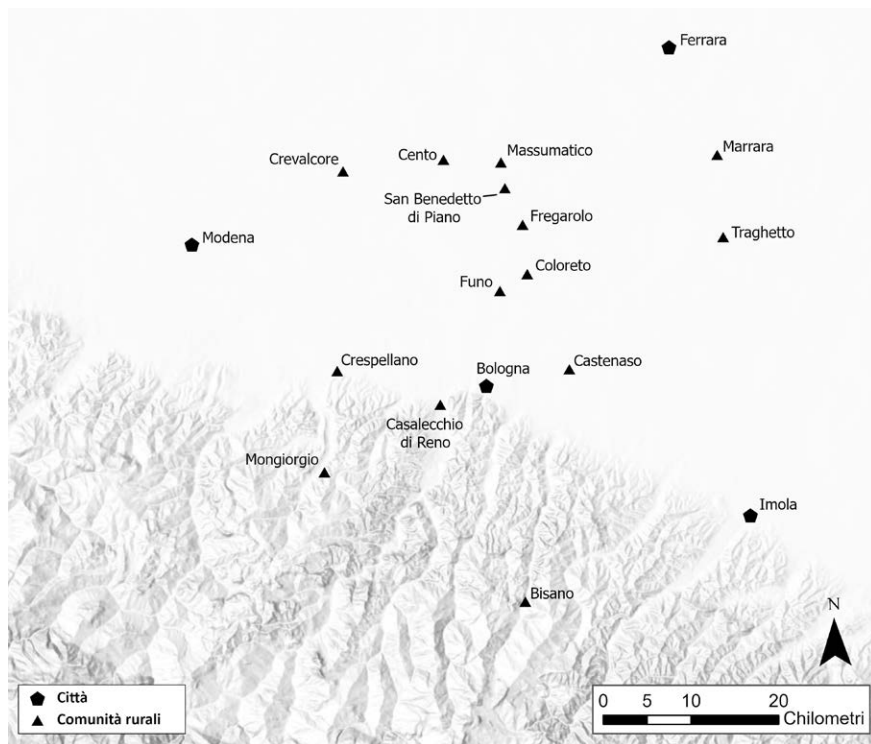 Ferrara
Crevalcore
Cento
Massumatico
Marrara
San Benedetto
di Piano
Fregarolo
Modena
Traghetto
Coloreto
Funo
Crespellano
Bologna
Castenaso
Casalecchio
di Reno
Mongiorgio
Imola
Bisano
N
Città
Comunità rurali
0 5 10 20
Chilometri